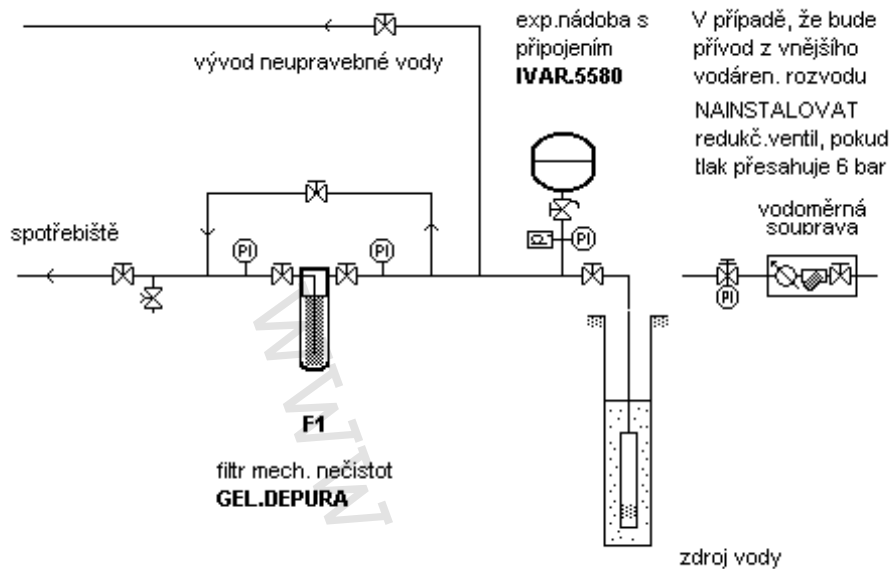 exp.nádoba s
připojením
IVAR.5580
V případě, že bude
přívod z vnějšího
vodáren. rozvodu
NAINSTALOVAT
redukč.ventil, pokud
tlak přesahuje 6 bar
vývod neupravebné vody
vodoměrná
souprava
spotřebiště
PI
PI
PI
PI
F1
filtr mech. nečistot
GEL.DEPURA
zdroj vody
www